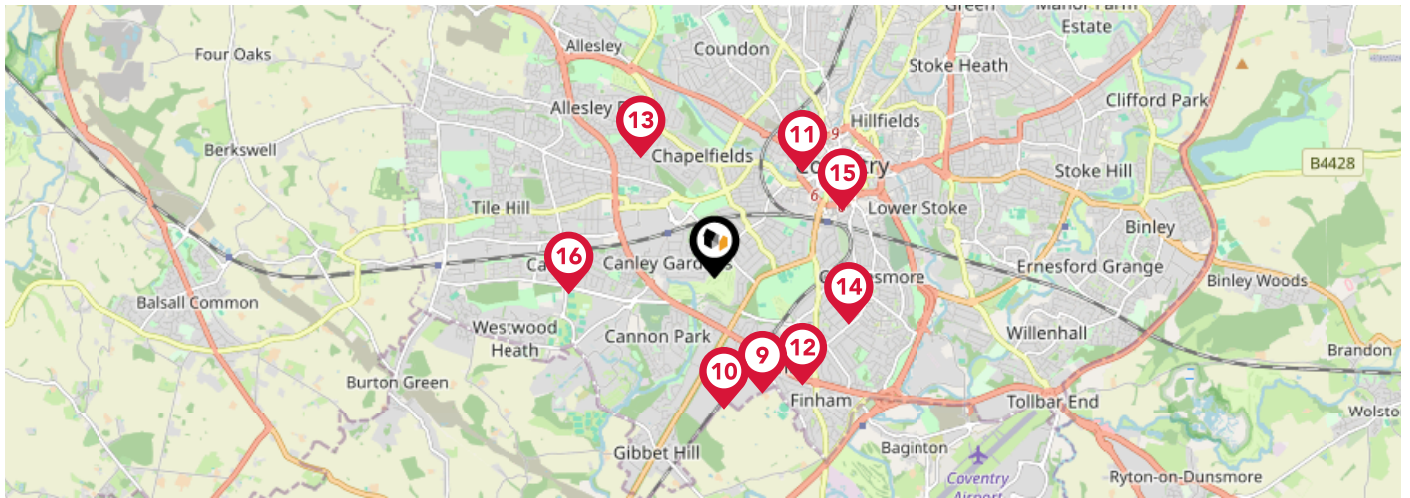 Green
Manor Farm
Estate
Allesley
Coundon
Four Oaks
Stoke Heath
Clifford Park
Allesley
13
11
9
Hillfields
Berkswell
Chapelfields
B4428
15
Stoke Hill
6
Tile Hill
Lower Stoke
Binley
16
Canley Gardens
Ernesford Grange
Binley Woods
14
Balsall Common
Westwood
Heath
Cannon Park
Willenhall
12
9
10
Brandon
Burton Green
Finham
Tollbar End
Gibbet Hill
Baginton
Coventry
Airport
Ryton-on-Dunsmore